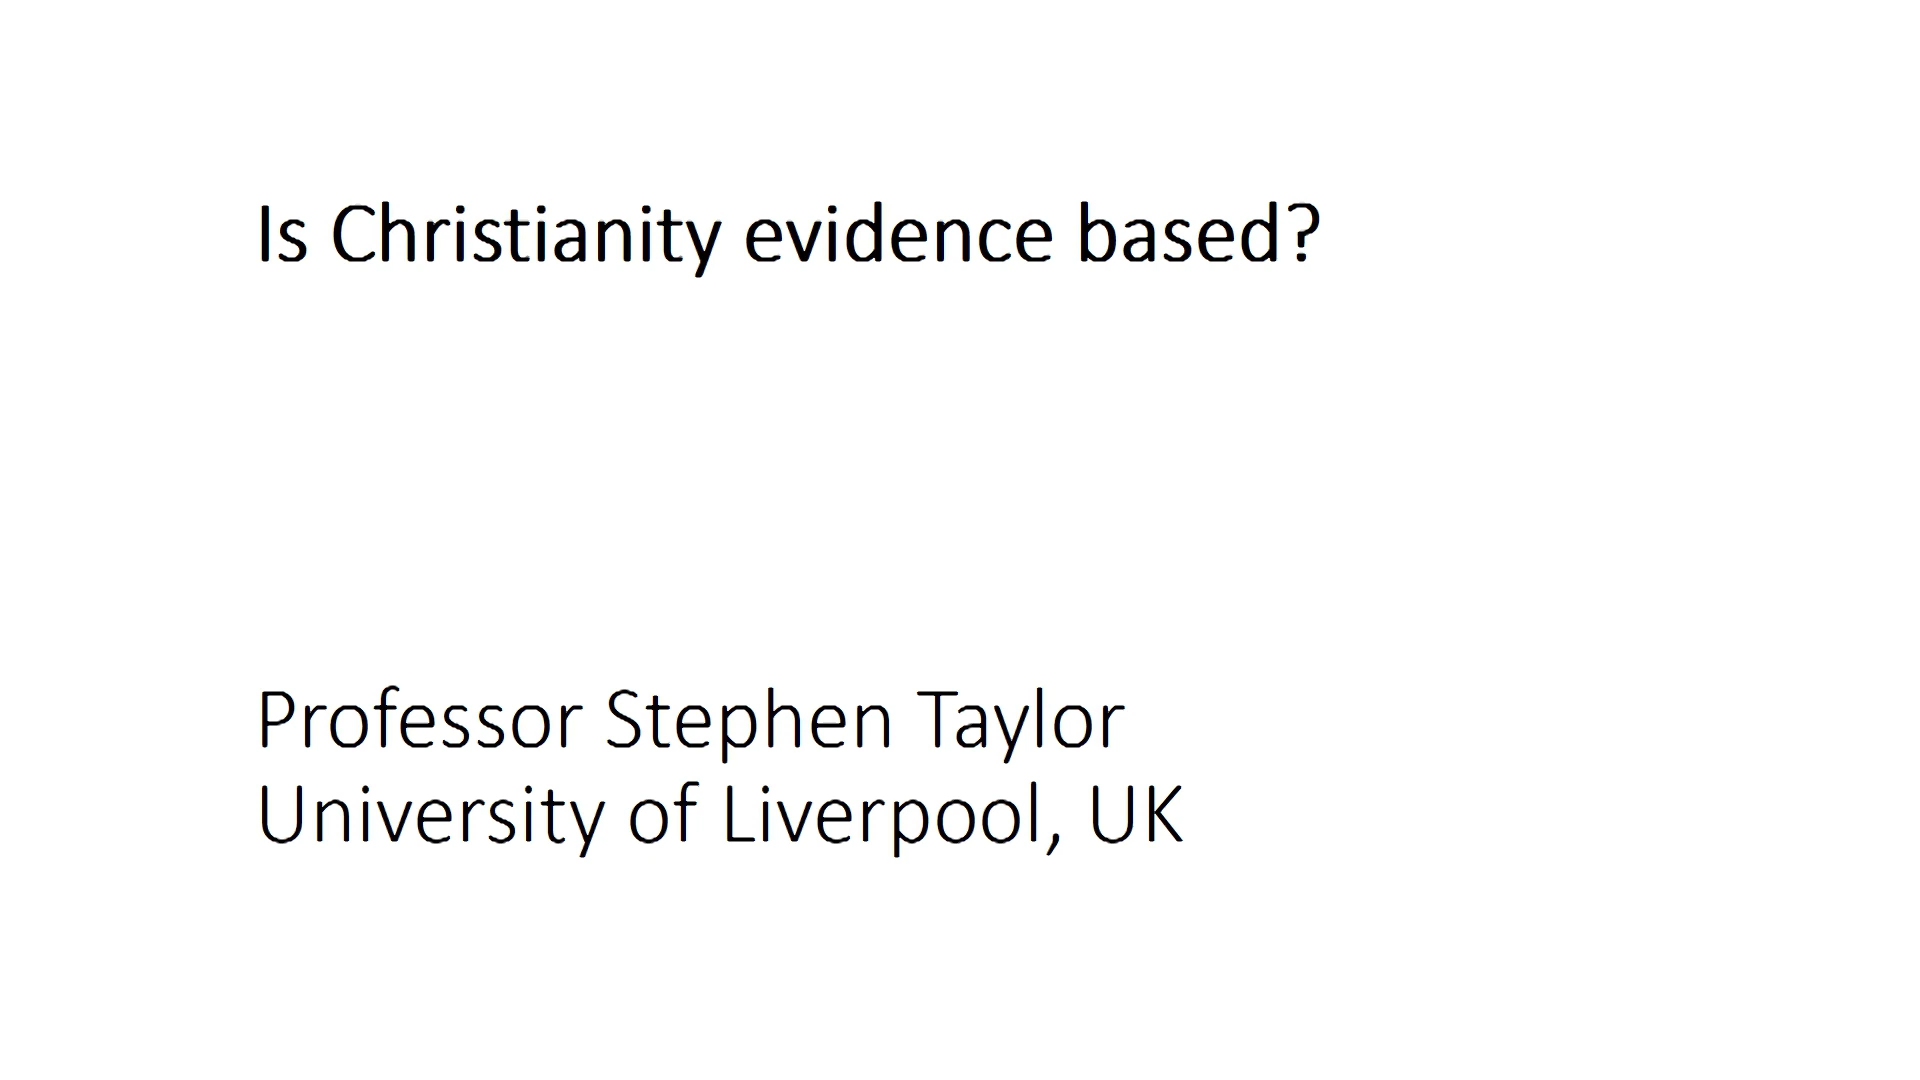 Is Christianity evidence based?
Professor Stephen Taylor
University of Liverpool, UK